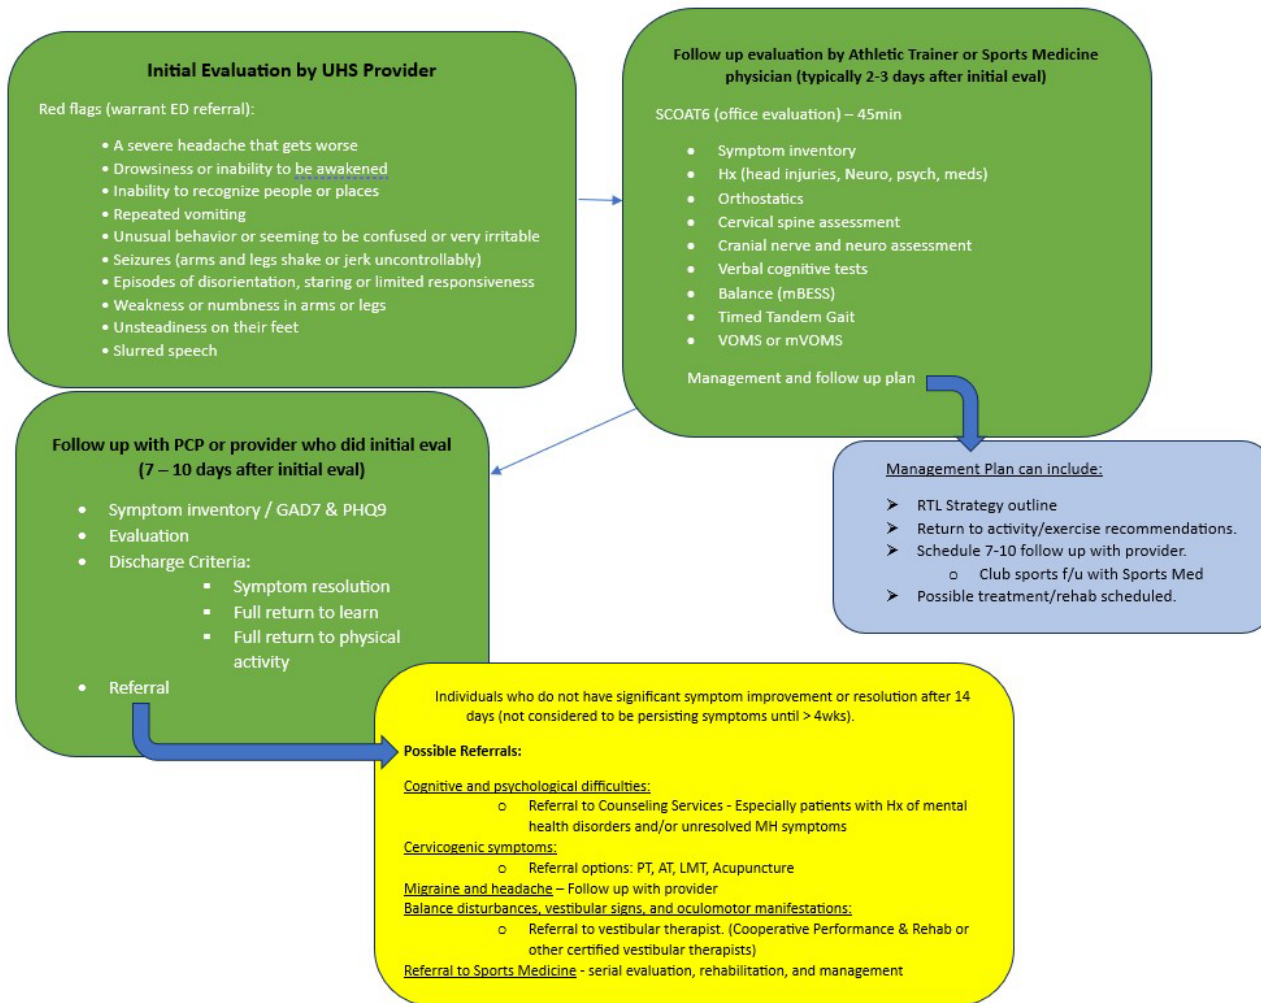 Initial Evaluation by UHS Provider
Red flags (warrant ED referral):
• A severe headache that gets worse
• Drowsiness or inability to be awakened
• Inability to recognize people or places
• Repeated vomiting
• Unusual behavior or seeming to be confused or very irritable
• Seizures (arms and legs shake or jerk uncontrollably)
• Episodes of disorientation, staring or limited responsiveness
• Weakness or numbness in arms or legs
• Unsteadiness on their feet
• Slurred speech
Follow up evaluation by Athletic Trainer or Sports Medicine
physician (typically 2-3 days after initial eval)
SCOAT6 (office evaluation) – 45min
• Symptom inventory
• Hx (head injuries, Neuro, psych, meds)
• Orthostatics
• Cervical spine assessment
• Cranial nerve and neuro assessment
• Verbal cognitive tests
• Balance (mBESS)
• Timed Tandem Gait
• VOMS or mVOMS
Management and follow up plan
Management Plan can include:
➢ RTL Strategy outline
➢ Return to activity/exercise recommendations.
➢ Schedule 7-10 follow up with provider.
o Club sports f/u with Sports Med
➢ Possible treatment/rehab scheduled.
Follow up with PCP or provider who did initial eval
(7 – 10 days after initial eval)
• Symptom inventory / GAD7 & PHQ9
• Evaluation
• Discharge Criteria:
▪ Symptom resolution
▪ Full return to learn
▪ Full return to physical
activity
• Referral
Individuals who do not have significant symptom improvement or resolution after 14
days (not considered to be persisting symptoms until > 4wks).
Possible Referrals:
Cognitive and psychological difficulties:
o Referral to Counseling Services - Especially patients with Hx of mental
health disorders and/or unresolved MH symptoms
Cervicogenic symptoms:
o Referral options: PT, AT, LMT, Acupuncture
Migraine and headache – Follow up with provider
Balance disturbances, vestibular signs, and oculomotor manifestations:
o Referral to vestibular therapist. (Cooperative Performance & Rehab or
other certified vestibular therapists)
Referral to Sports Medicine - serial evaluation, rehabilitation, and management